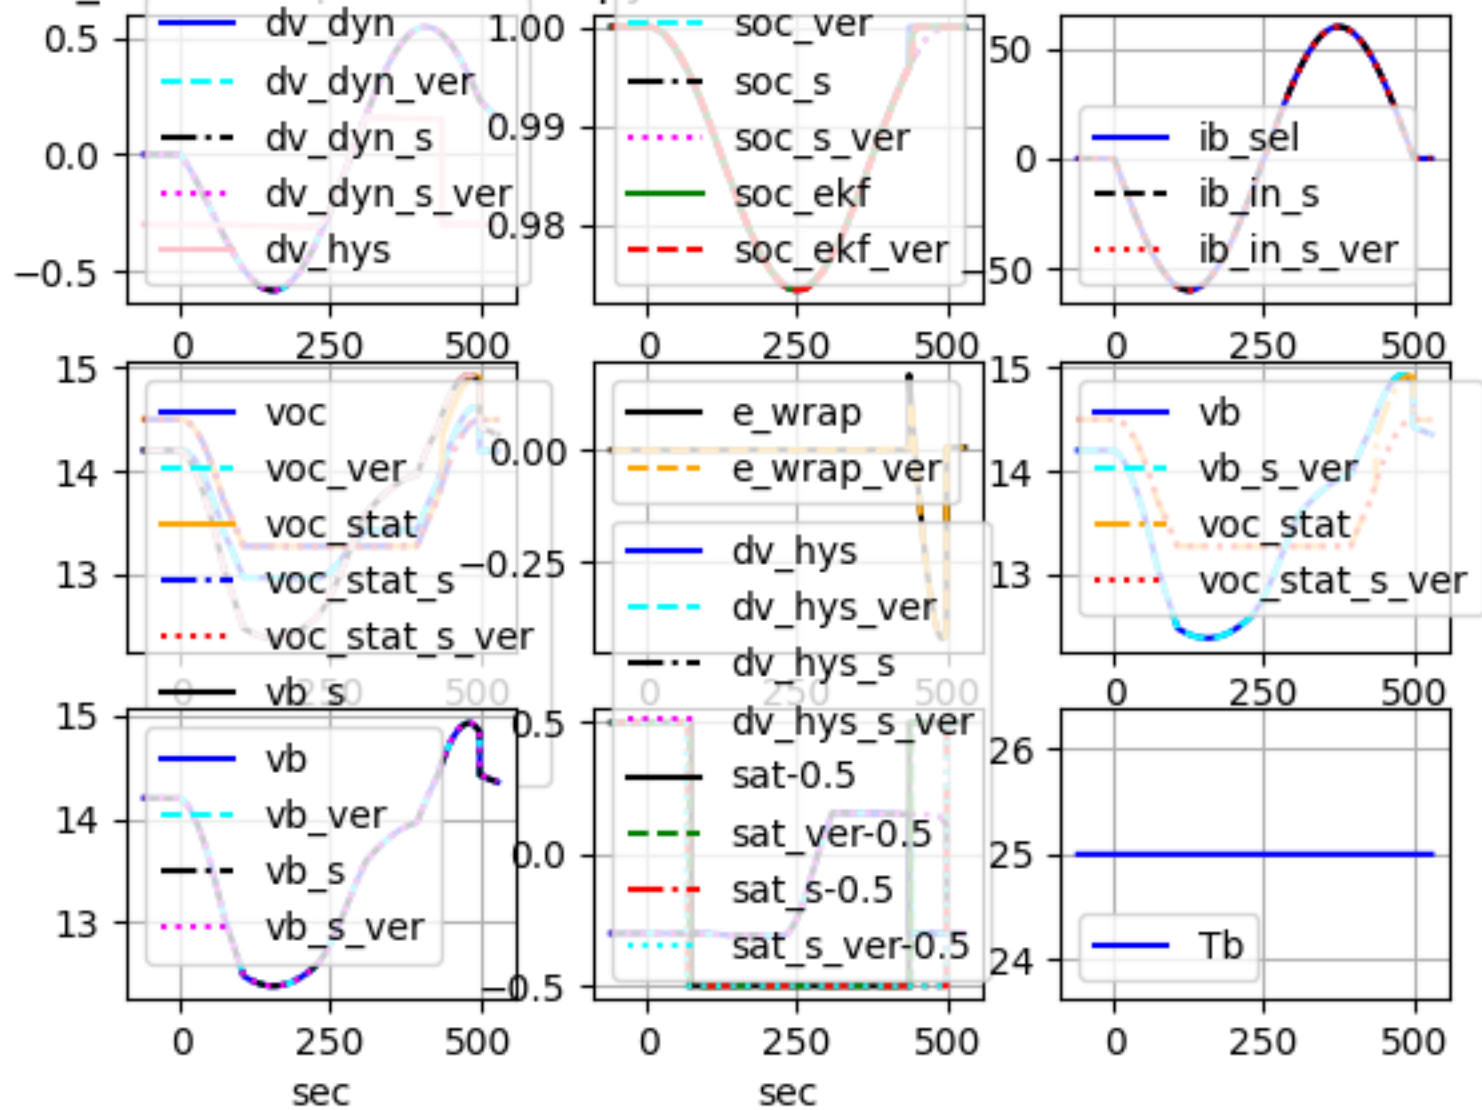 0.5
0.0
−0.5
dv_dyn
dv_dyn_ver
dv_dyn_s
dv_dyn_s_ver
dv_hys
0 250 500
1.00
0.99
0.98
soc_ver
soc_s
soc_s_ver
soc_ekf
soc_ekf_ver
0 250 500
50
0
50
ib_sel
ib_in_s
ib_in_s_ver
0 250 500
15
14
13
voc
voc_ver
voc_stat
voc_stat_s
voc_stat_s_ver
vb_s
0 250 500
0.00
−0.25
e_wrap
e_wrap_ver
0 500
15
14
13
vb
vb_s_ver
voc_stat
voc_stat_s_ver
0 250 500
15
14
13
vb
vb_ver
vb_s
vb_s_ver
0 250 500
sec
0.5
0.0
−0.5
dv_hys
dv_hys_ver
dv_hys_s
dv_hys_s_ver
sat-0.5
sat_ver-0.5
sat_s-0.5
sat_s_ver-0.5
0 250 500
sec
26
25
24
Tb
0 250 500